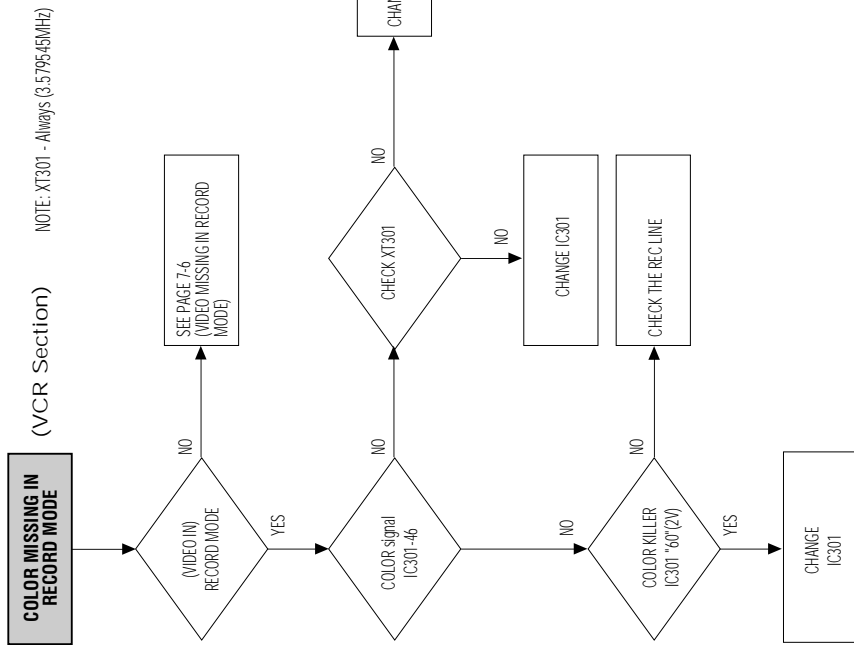 COLOR MISSING IN
RECORD MODE
(VCR Section)
NOTE: XT301 - Always (3.579545MHz)
(VIDEO IN)
RECORD MODE
NO
SEE PAGE 7-6
(VIDEO MISSING IN RECORD
MODE)
YES
COLOR signal
IC301-46
NO
CHECK XT301
NO
NO
CHANGE IC301
NO
COLOR KILLER
IC301 "60"(2V)
NO
CHECK THE REC LINE
YES
CHANGE
IC301